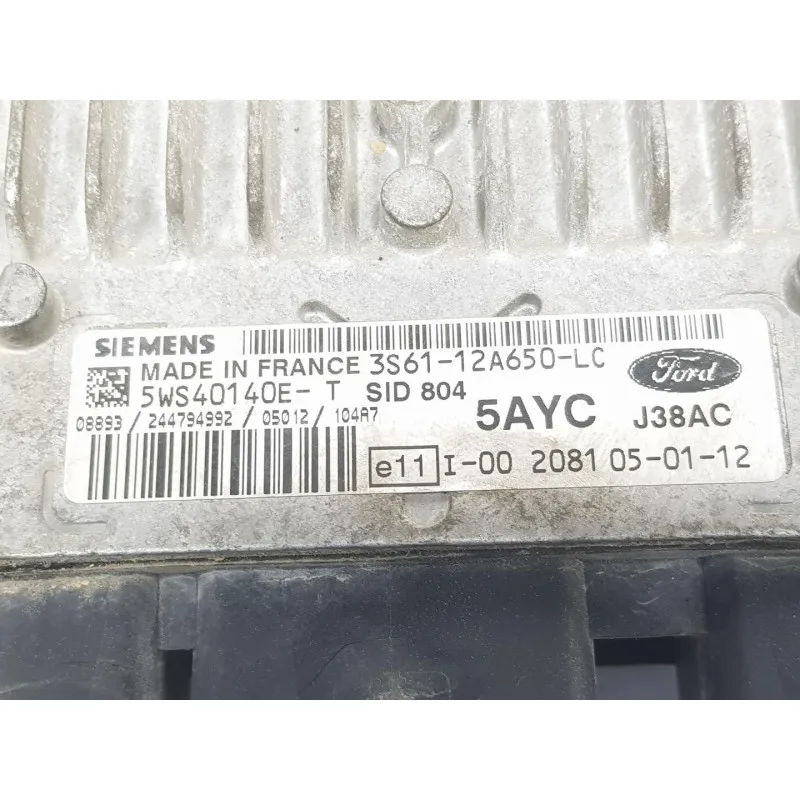 SIEMENS
MADE IN FRANCE 3S61-12A650-LC
5WS40140E- T SID 804
Ford
08893 / 244794992 / 05012 / 104A7
5AYC J38AC
e11 I-00 2081 05-01-12